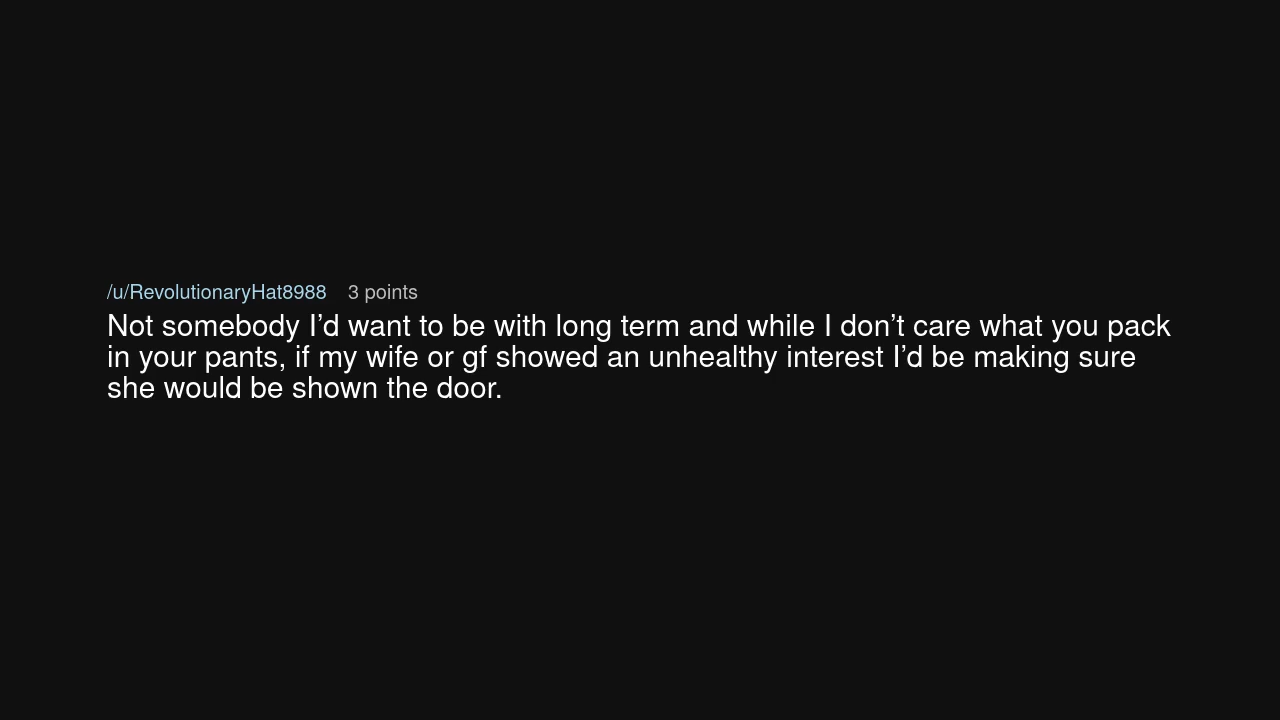 /u/RevolutionaryHat8988 3 points
Not somebody I’d want to be with long term and while I don’t care what you pack
in your pants, if my wife or gf showed an unhealthy interest I’d be making sure
she would be shown the door.